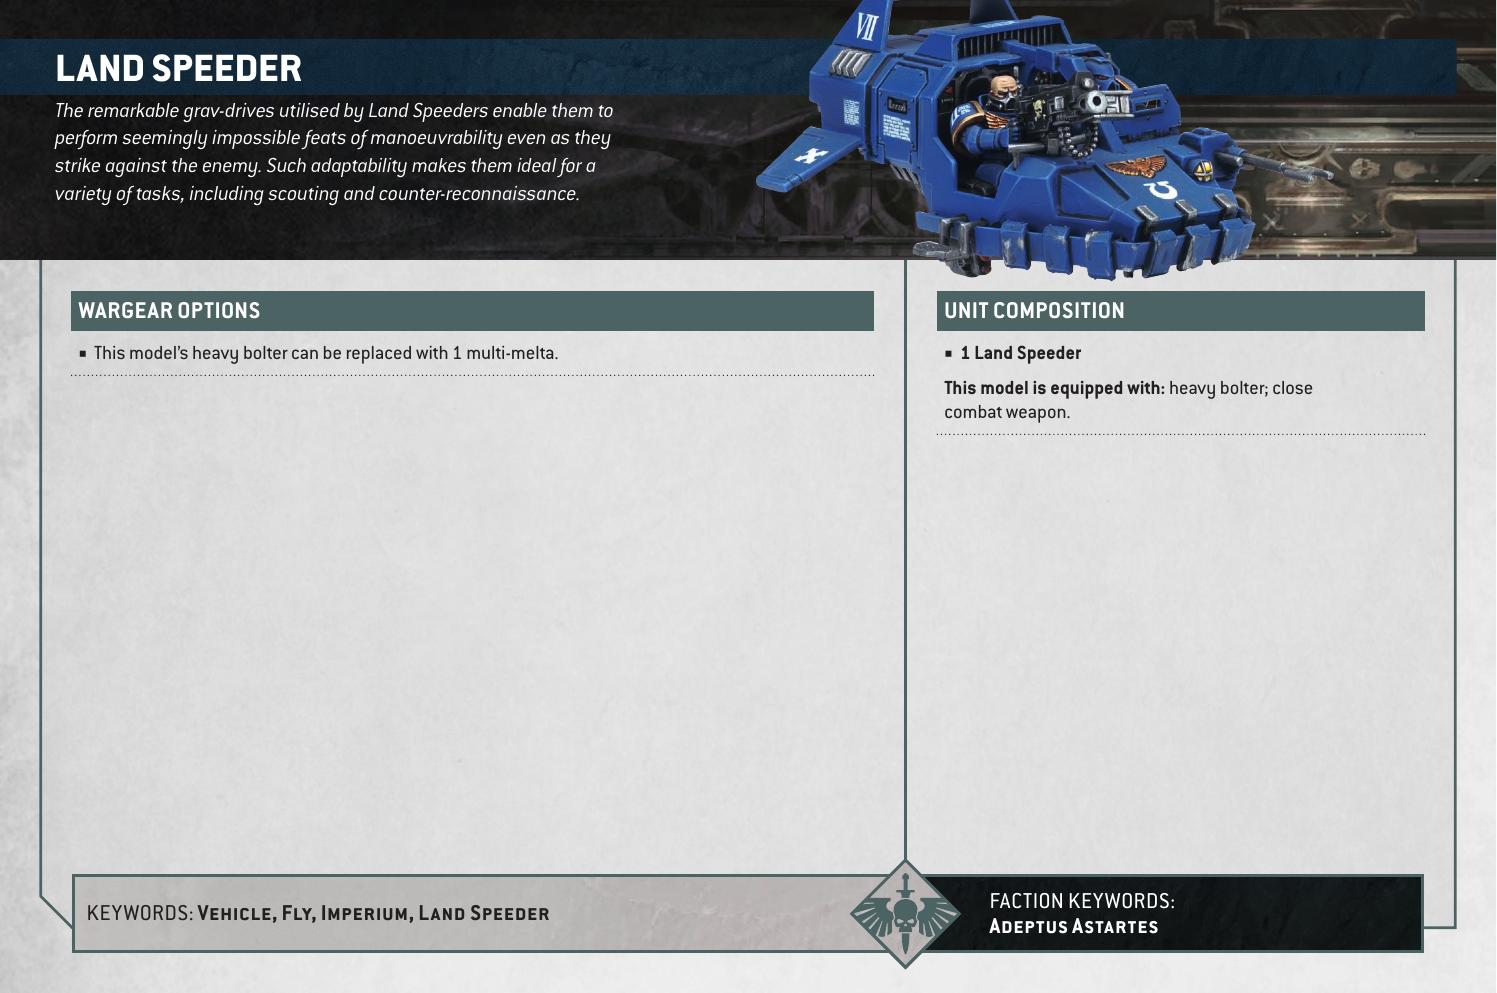 VII
LAND SPEEDER
The remarkable grav-drives utilised by Land Speeders enable them to
perform seemingly impossible feats of manoeuvrability even as they
strike against the enemy. Such adaptability makes them ideal for a
variety of tasks, including scouting and counter-reconnaissance.
WARGEAR OPTIONS
▪ This model’s heavy bolter can be replaced with 1 multi-melta.
UNIT COMPOSITION
▪ 1 Land Speeder
This model is equipped with: heavy bolter; close
combat weapon.
KEYWORDS: Vehicle, Fly, Imperium, Land Speeder
FACTION KEYWORDS:
Adeptus Astartes